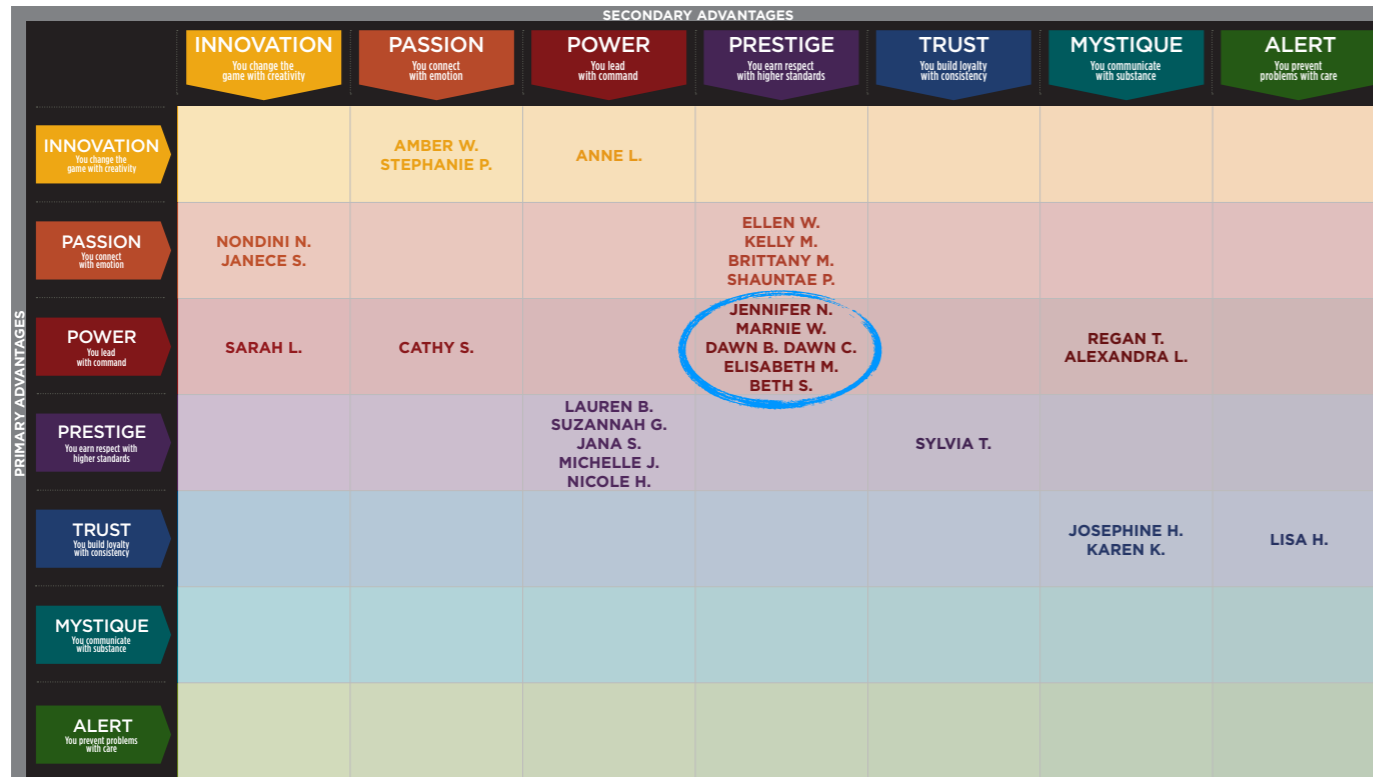 SECONDARY ADVANTAGES
INNOVATION
You change the
game with creativity
PASSION
You connect
with emotion
POWER
You lead
with command
PRESTIGE
You earn respect
with higher standards
TRUST
You build loyalty
with consistency
MYSTIQUE
You communicate
with substance
ALERT
You prevent
problems with care
PRIMARY ADVANTAGES
INNOVATION
You change the
game with creativity
AMBER W.
STEPHANIE P.
ANNE L.
PASSION
You connect
with emotion
NONDINI N.
JANECE S.
ELLEN W.
KELLY M.
BRITTANY M.
SHAUNTAE P.
POWER
You lead
with command
SARAH L.
CATHY S.
JENNIFER N.
MARNIE W.
DAWN B. DAWN C.
ELISABETH M.
BETH S.
REGAN T.
ALEXANDRA L.
PRESTIGE
You earn respect with
higher standards
LAUREN B.
SUZANNAH G.
JANA S.
MICHELLE J.
NICOLE H.
SYLVIA T.
TRUST
You build loyalty
with consistency
JOSEPHINE H.
KAREN K.
LISA H.
MYSTIQUE
You communicate
with substance
ALERT
You prevent problems
with care